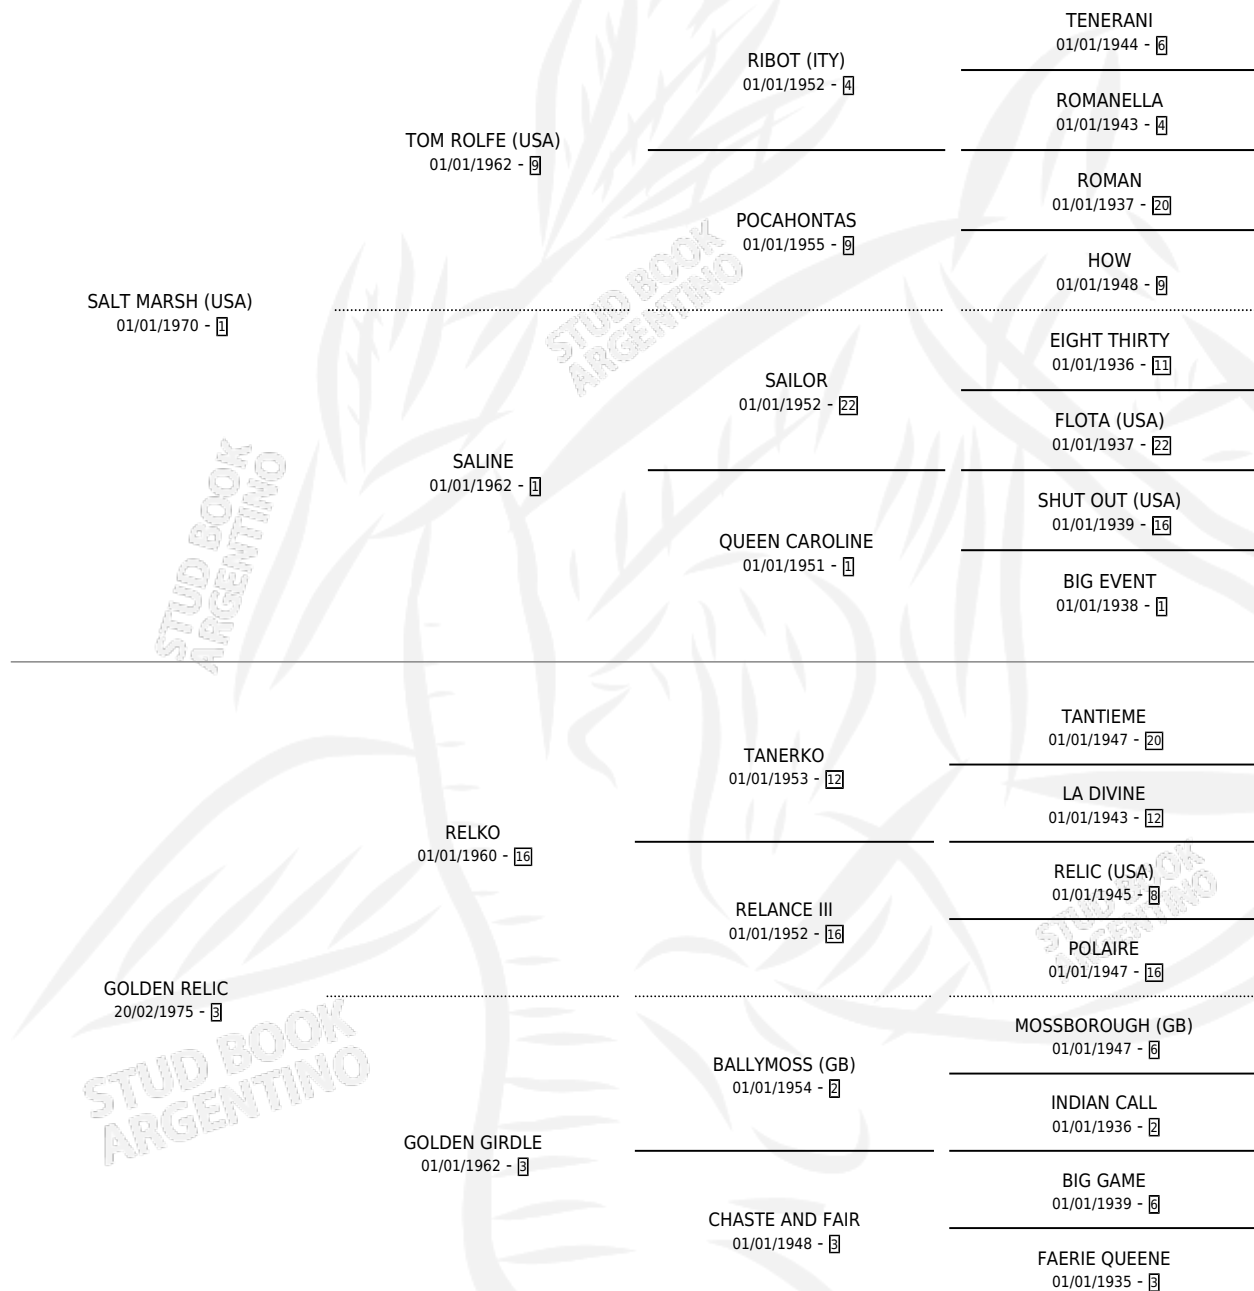 TENERANI
01/01/1944 - 6
RIBOT (ITY)
01/01/1952 - 4
ROMANELLA
01/01/1943 - 4
TOM ROLFE (USA)
01/01/1962 - 9
ROMAN
01/01/1937 - 20
POCAHONTAS
01/01/1955 - 9
HOW
01/01/1948 - 9
SALT MARSH (USA)
01/01/1970 - 1
STUD BOOK
ARGENTINO
EIGHT THIRTY
01/01/1936 - 11
SAILOR
01/01/1952 - 22
FLOTA (USA)
01/01/1937 - 22
SALINE
01/01/1962 - 1
SHUT OUT (USA)
01/01/1939 - 16
QUEEN CAROLINE
01/01/1951 - 1
BIG EVENT
01/01/1938 - 1
STUD BOOK
ARGENTINO
TANTIEME
01/01/1947 - 20
TANERKO
01/01/1953 - 12
LA DIVINE
01/01/1943 - 12
RELKO
01/01/1960 - 16
RELIC (USA)
01/01/1945 - 8
RELANCE III
01/01/1952 - 16
STUD BOOK
ARGENTINO
POLAIRE
01/01/1947 - 16
GOLDEN RELIC
20/02/1975 - 3
STUD BOOK
ARGENTINO
MOSSBOROUGH (GB)
01/01/1947 - 6
BALLYMOSS (GB)
01/01/1954 - 2
INDIAN CALL
01/01/1936 - 2
GOLDEN GIRDLE
01/01/1962 - 3
BIG GAME
01/01/1939 - 6
CHASTE AND FAIR
01/01/1948 - 3
FAERIE QUEENE
01/01/1935 - 3